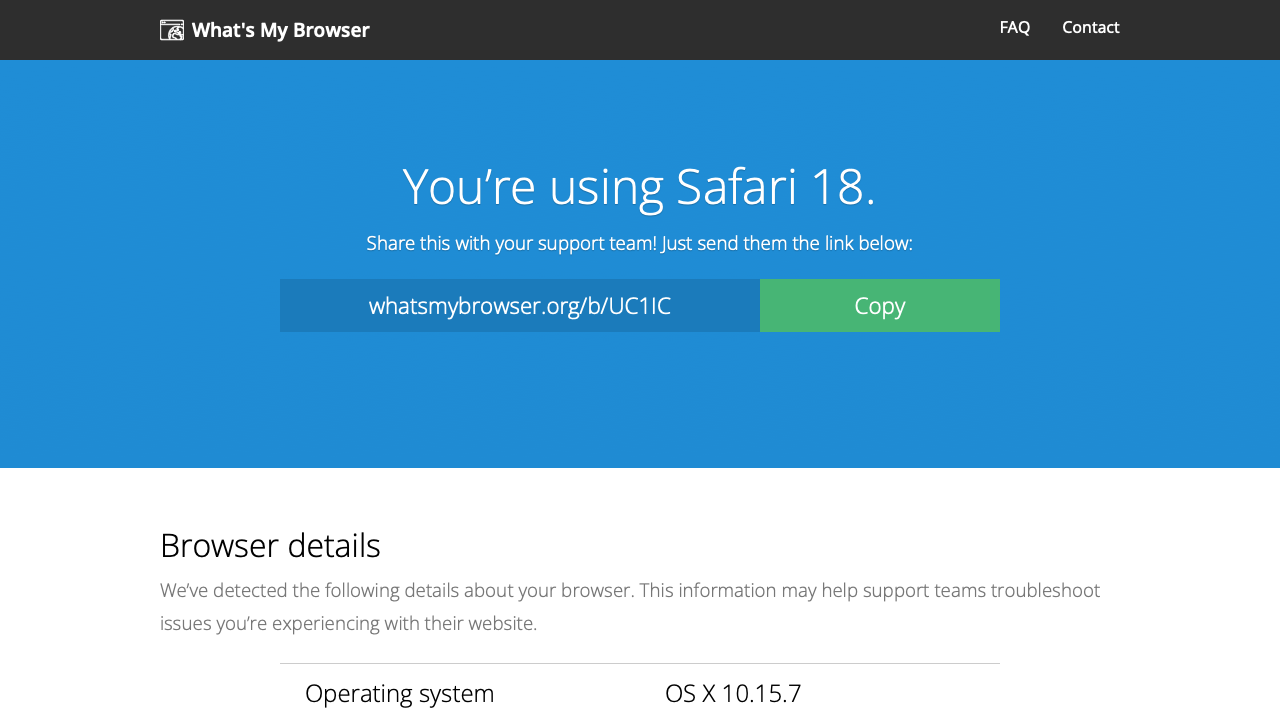 What's My Browser
FAQ
Contact
You’re using Safari 18.
Share this with your support team! Just send them the link below:
whatsmybrowser.org/b/UC1IC
Copy
Browser details
We’ve detected the following details about your browser. This information may help support teams troubleshoot
issues you’re experiencing with their website.
Operating system
OS X 10.15.7